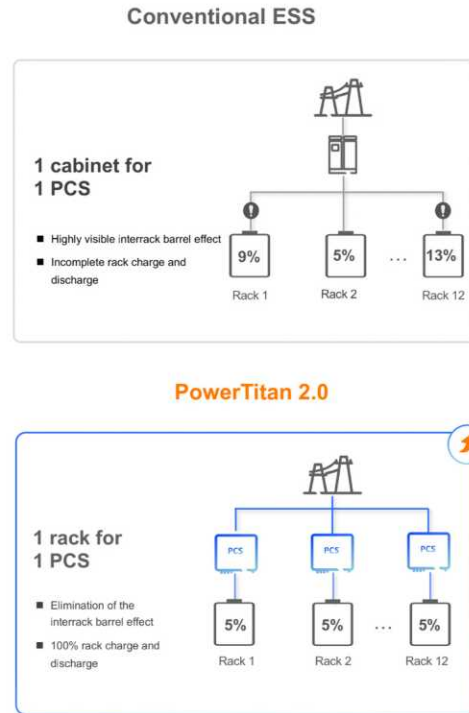 Conventional ESS
1 cabinet for
1 PCS
■ Highly visible interrack barrel effect
■ Incomplete rack charge and
discharge
9%
5%
...
13%
Rack 1
Rack 2
Rack 12
PowerTitan 2.0
1 rack for
1 PCS
■ Elimination of the
interrack barrel effect
■ 100% rack charge and
discharge
PCS
PCS
PCS
5%
5%
...
5%
Rack 1
Rack 2
Rack 12